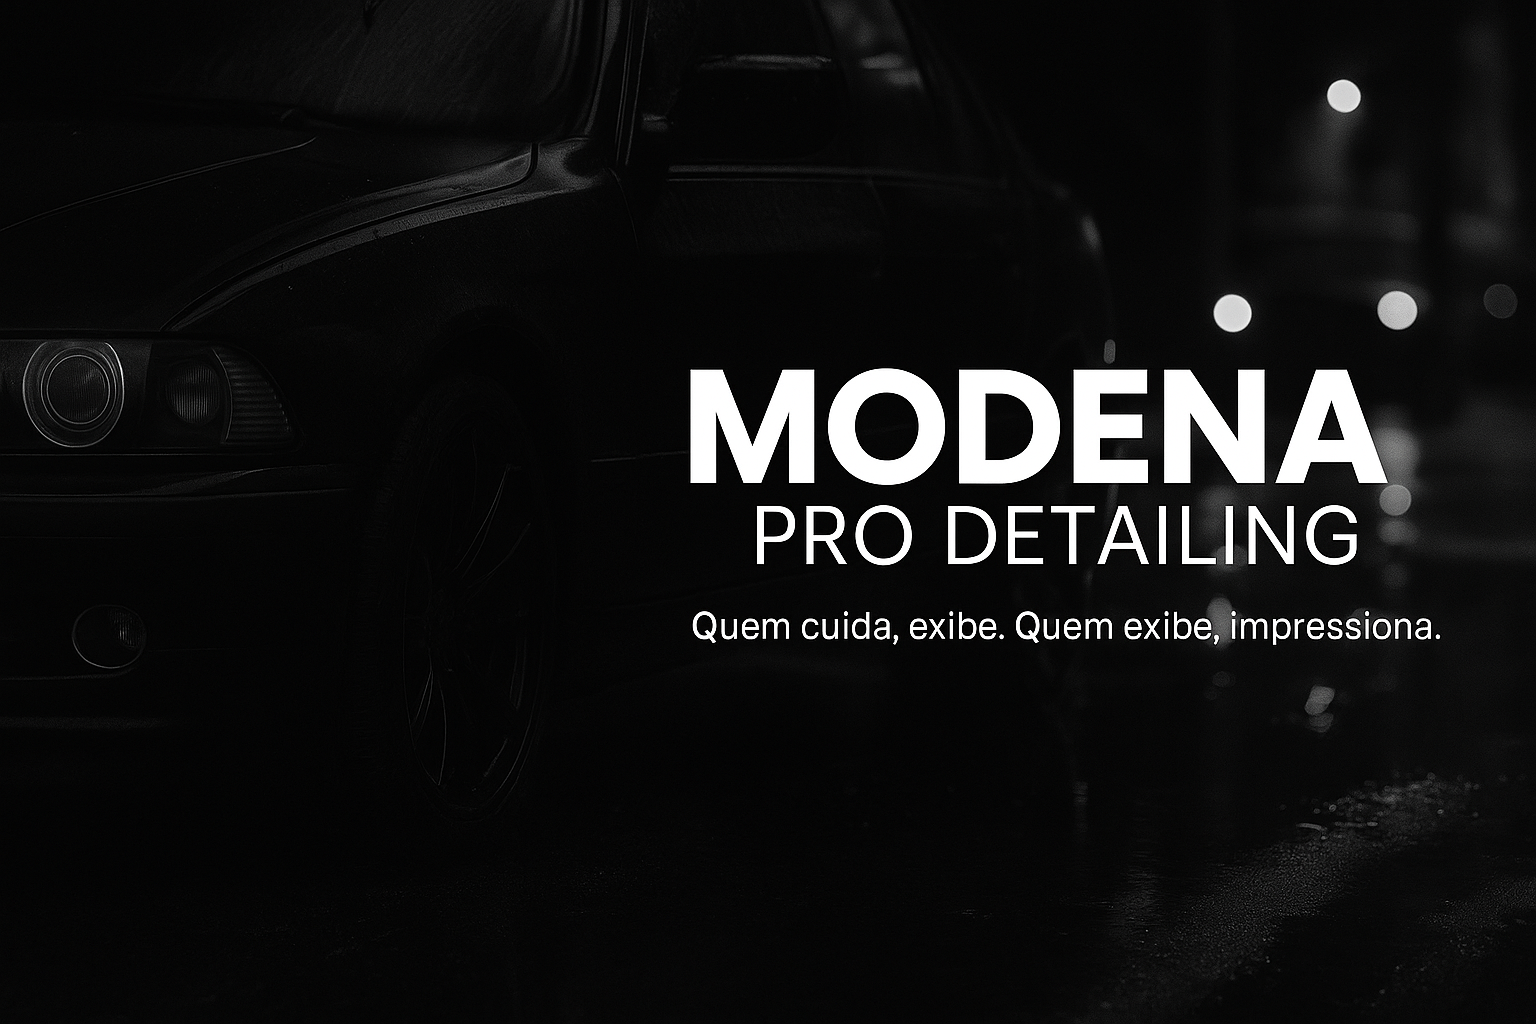 MODENA
PRO DETAILING
Quem cuida, exibe. Quem exibe, impressiona.